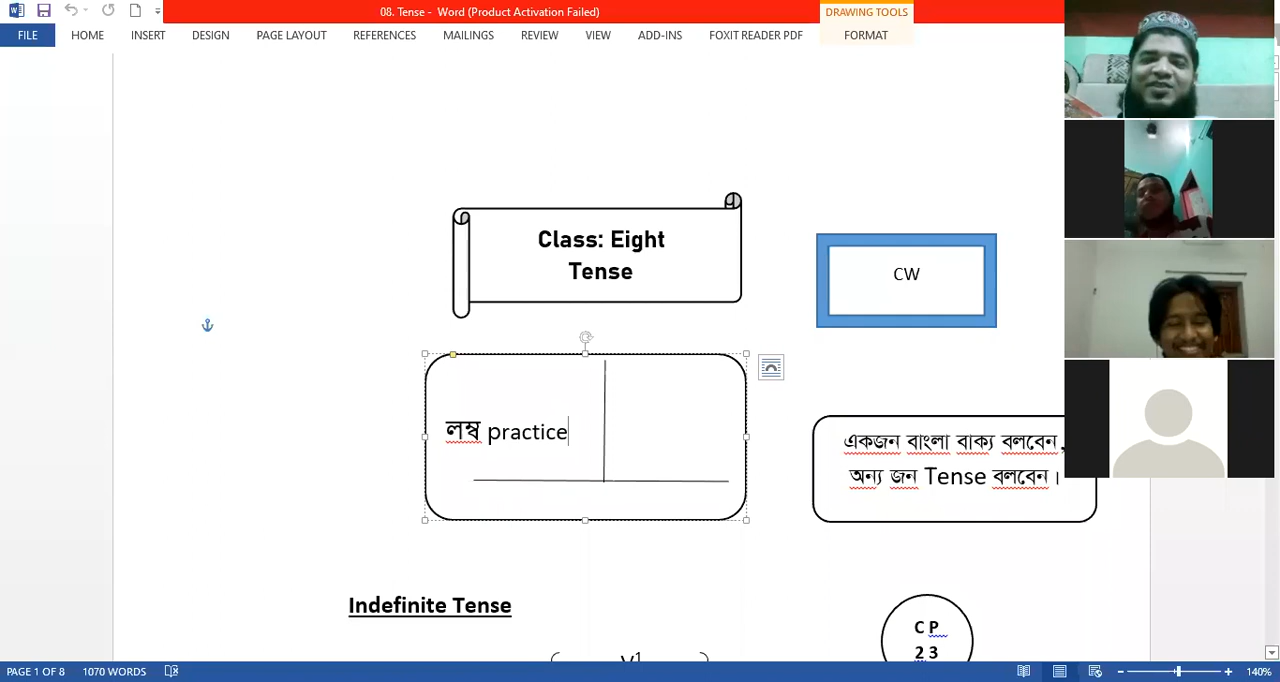 08. Tense - Word (Product Activation Failed)
DRAWING TOOLS
FILE HOME INSERT DESIGN PAGE LAYOUT REFERENCES MAILINGS REVIEW VIEW ADD-INS FOXIT READER PDF FORMAT
Class: Eight
Tense
CW
লম্ব practice
একজন বাংলা বাক্য বলবেন,
অন্য জন Tense বলবেন।
Indefinite Tense
C P
2 3
V1
PAGE 1 OF 8 1070 WORDS 140%